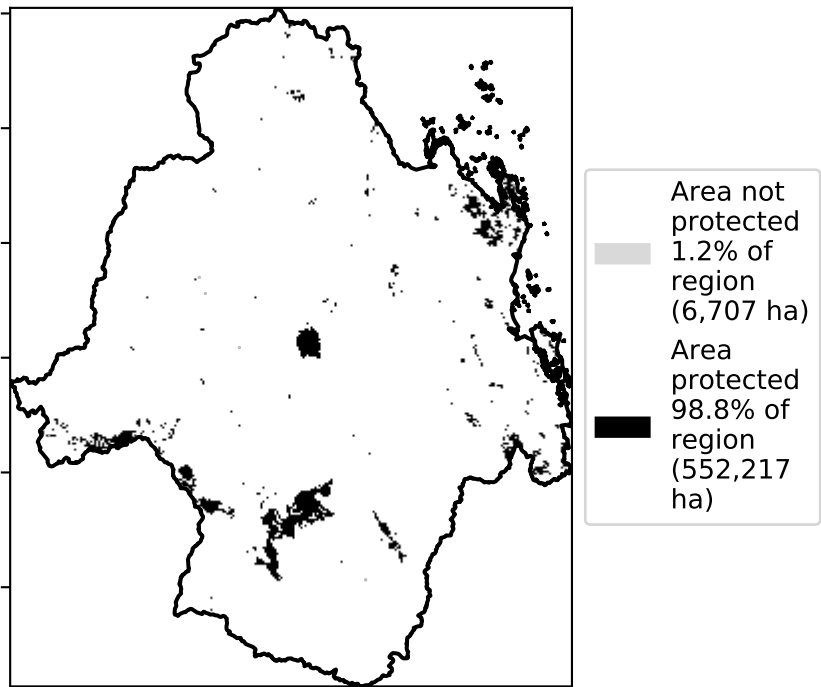 Area not
protected
1.2% of
region
(6,707 ha)
Area
protected
98.8% of
region
(552,217
ha)